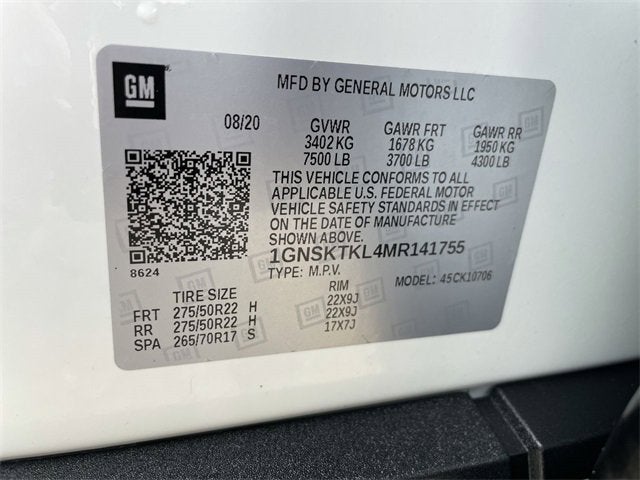 GM
MFD BY GENERAL MOTORS LLC
08/20 GVWR GAWR FRT GAWR RR
3402 KG 1678 KG 1950 KG
7500 LB 3700 LB 4300 LB
THIS VEHICLE CONFORMS TO ALL
APPLICABLE U.S. FEDERAL MOTOR
VEHICLE SAFETY STANDARDS IN EFFECT
ON THE DATE OF MANUFACTURE
SHOWN ABOVE.
1GNSKTKL4MR141755
8624
TYPE: M.P.V. MODEL: 45CK10706
TIRE SIZE RIM
FRT 275/50R22 H 22X9J
RR 275/50R22 H 22X9J
SPA 265/70R17 S 17X7J